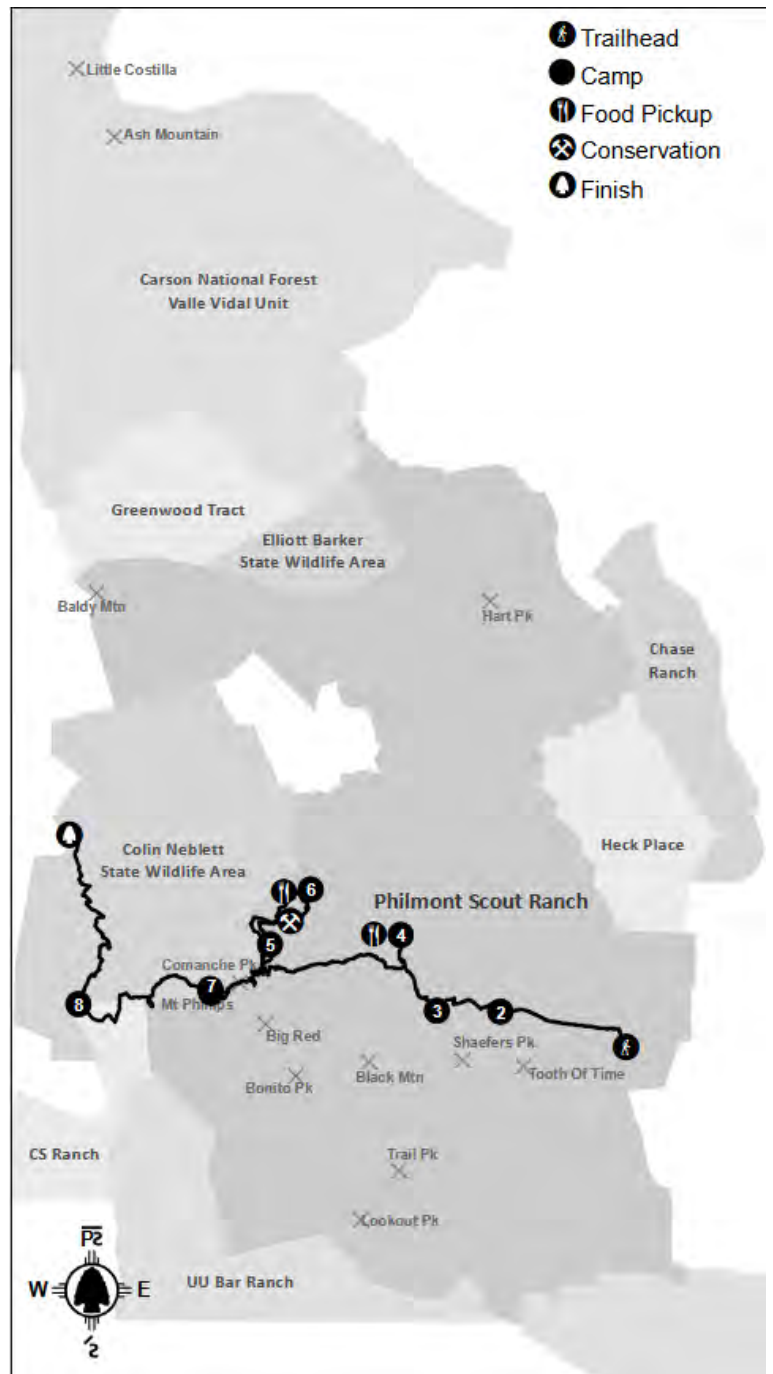 Trailhead
Camp
Food Pickup
Conservation
Finish
Little Costilla
Ash Mountain
Carson National Forest
Valle Vidal Unit
Greenwood Tract
Elliott Barker
State Wildlife Area
Baldy Mtn
Hart Pk
Chase
Ranch
Heck Place
Colin Neblett
State Wildlife Area
Philmont Scout Ranch
6
4
5
Comanche Pk
7
8
Mt Phillips
3
2
Big Red
Shaefers Pk
Black Mtn
Tooth Of Time
Bonito Pk
CS Ranch
Trail Pk
Lookout Pk
UU Bar Ranch
W
E